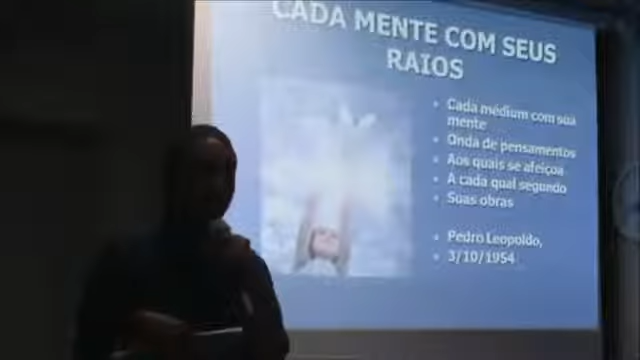 CADA MENTE COM SEUS
RAIOS
Cada médium com sua
mente
Onda de pensamentos
Aos quais se afeiçoa
A cada qual segundo
Suas obras
Pedro Leopoldo,
3/10/1954